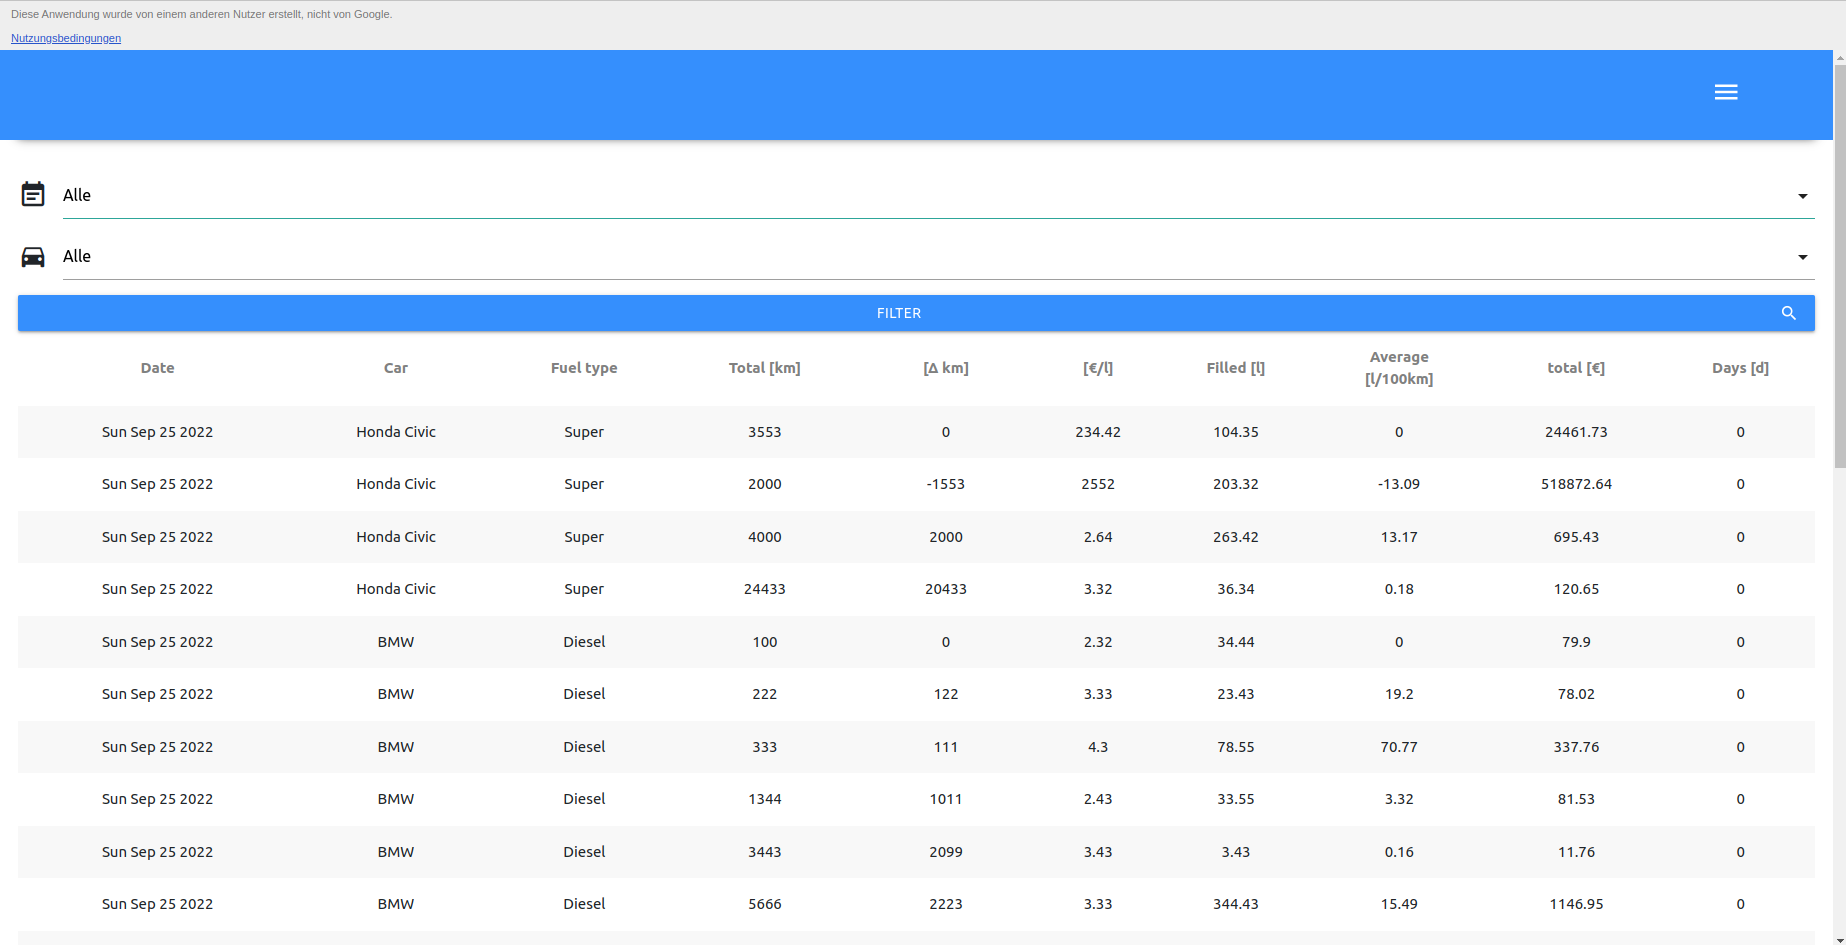 Diese Anwendung wurde von einem anderen Nutzer erstellt, nicht von Google.
Nutzungsbedingungen
Alle
Alle
FILTER
Date Car Fuel type Total [km] [Δ km] [€/l] Filled [l] Average [l/100km] total [€] Days [d]
Sun Sep 25 2022 Honda Civic Super 3553 0 234.42 104.35 0 24461.73 0
Sun Sep 25 2022 Honda Civic Super 2000 -1553 2552 203.32 -13.09 518872.64 0
Sun Sep 25 2022 Honda Civic Super 4000 2000 2.64 263.42 13.17 695.43 0
Sun Sep 25 2022 Honda Civic Super 24433 20433 3.32 36.34 0.18 120.65 0
Sun Sep 25 2022 BMW Diesel 100 0 2.32 34.44 0 79.9 0
Sun Sep 25 2022 BMW Diesel 222 122 3.33 23.43 19.2 78.02 0
Sun Sep 25 2022 BMW Diesel 333 111 4.3 78.55 70.77 337.76 0
Sun Sep 25 2022 BMW Diesel 1344 1011 2.43 33.55 3.32 81.53 0
Sun Sep 25 2022 BMW Diesel 3443 2099 3.43 3.43 0.16 11.76 0
Sun Sep 25 2022 BMW Diesel 5666 2223 3.33 344.43 15.49 1146.95 0